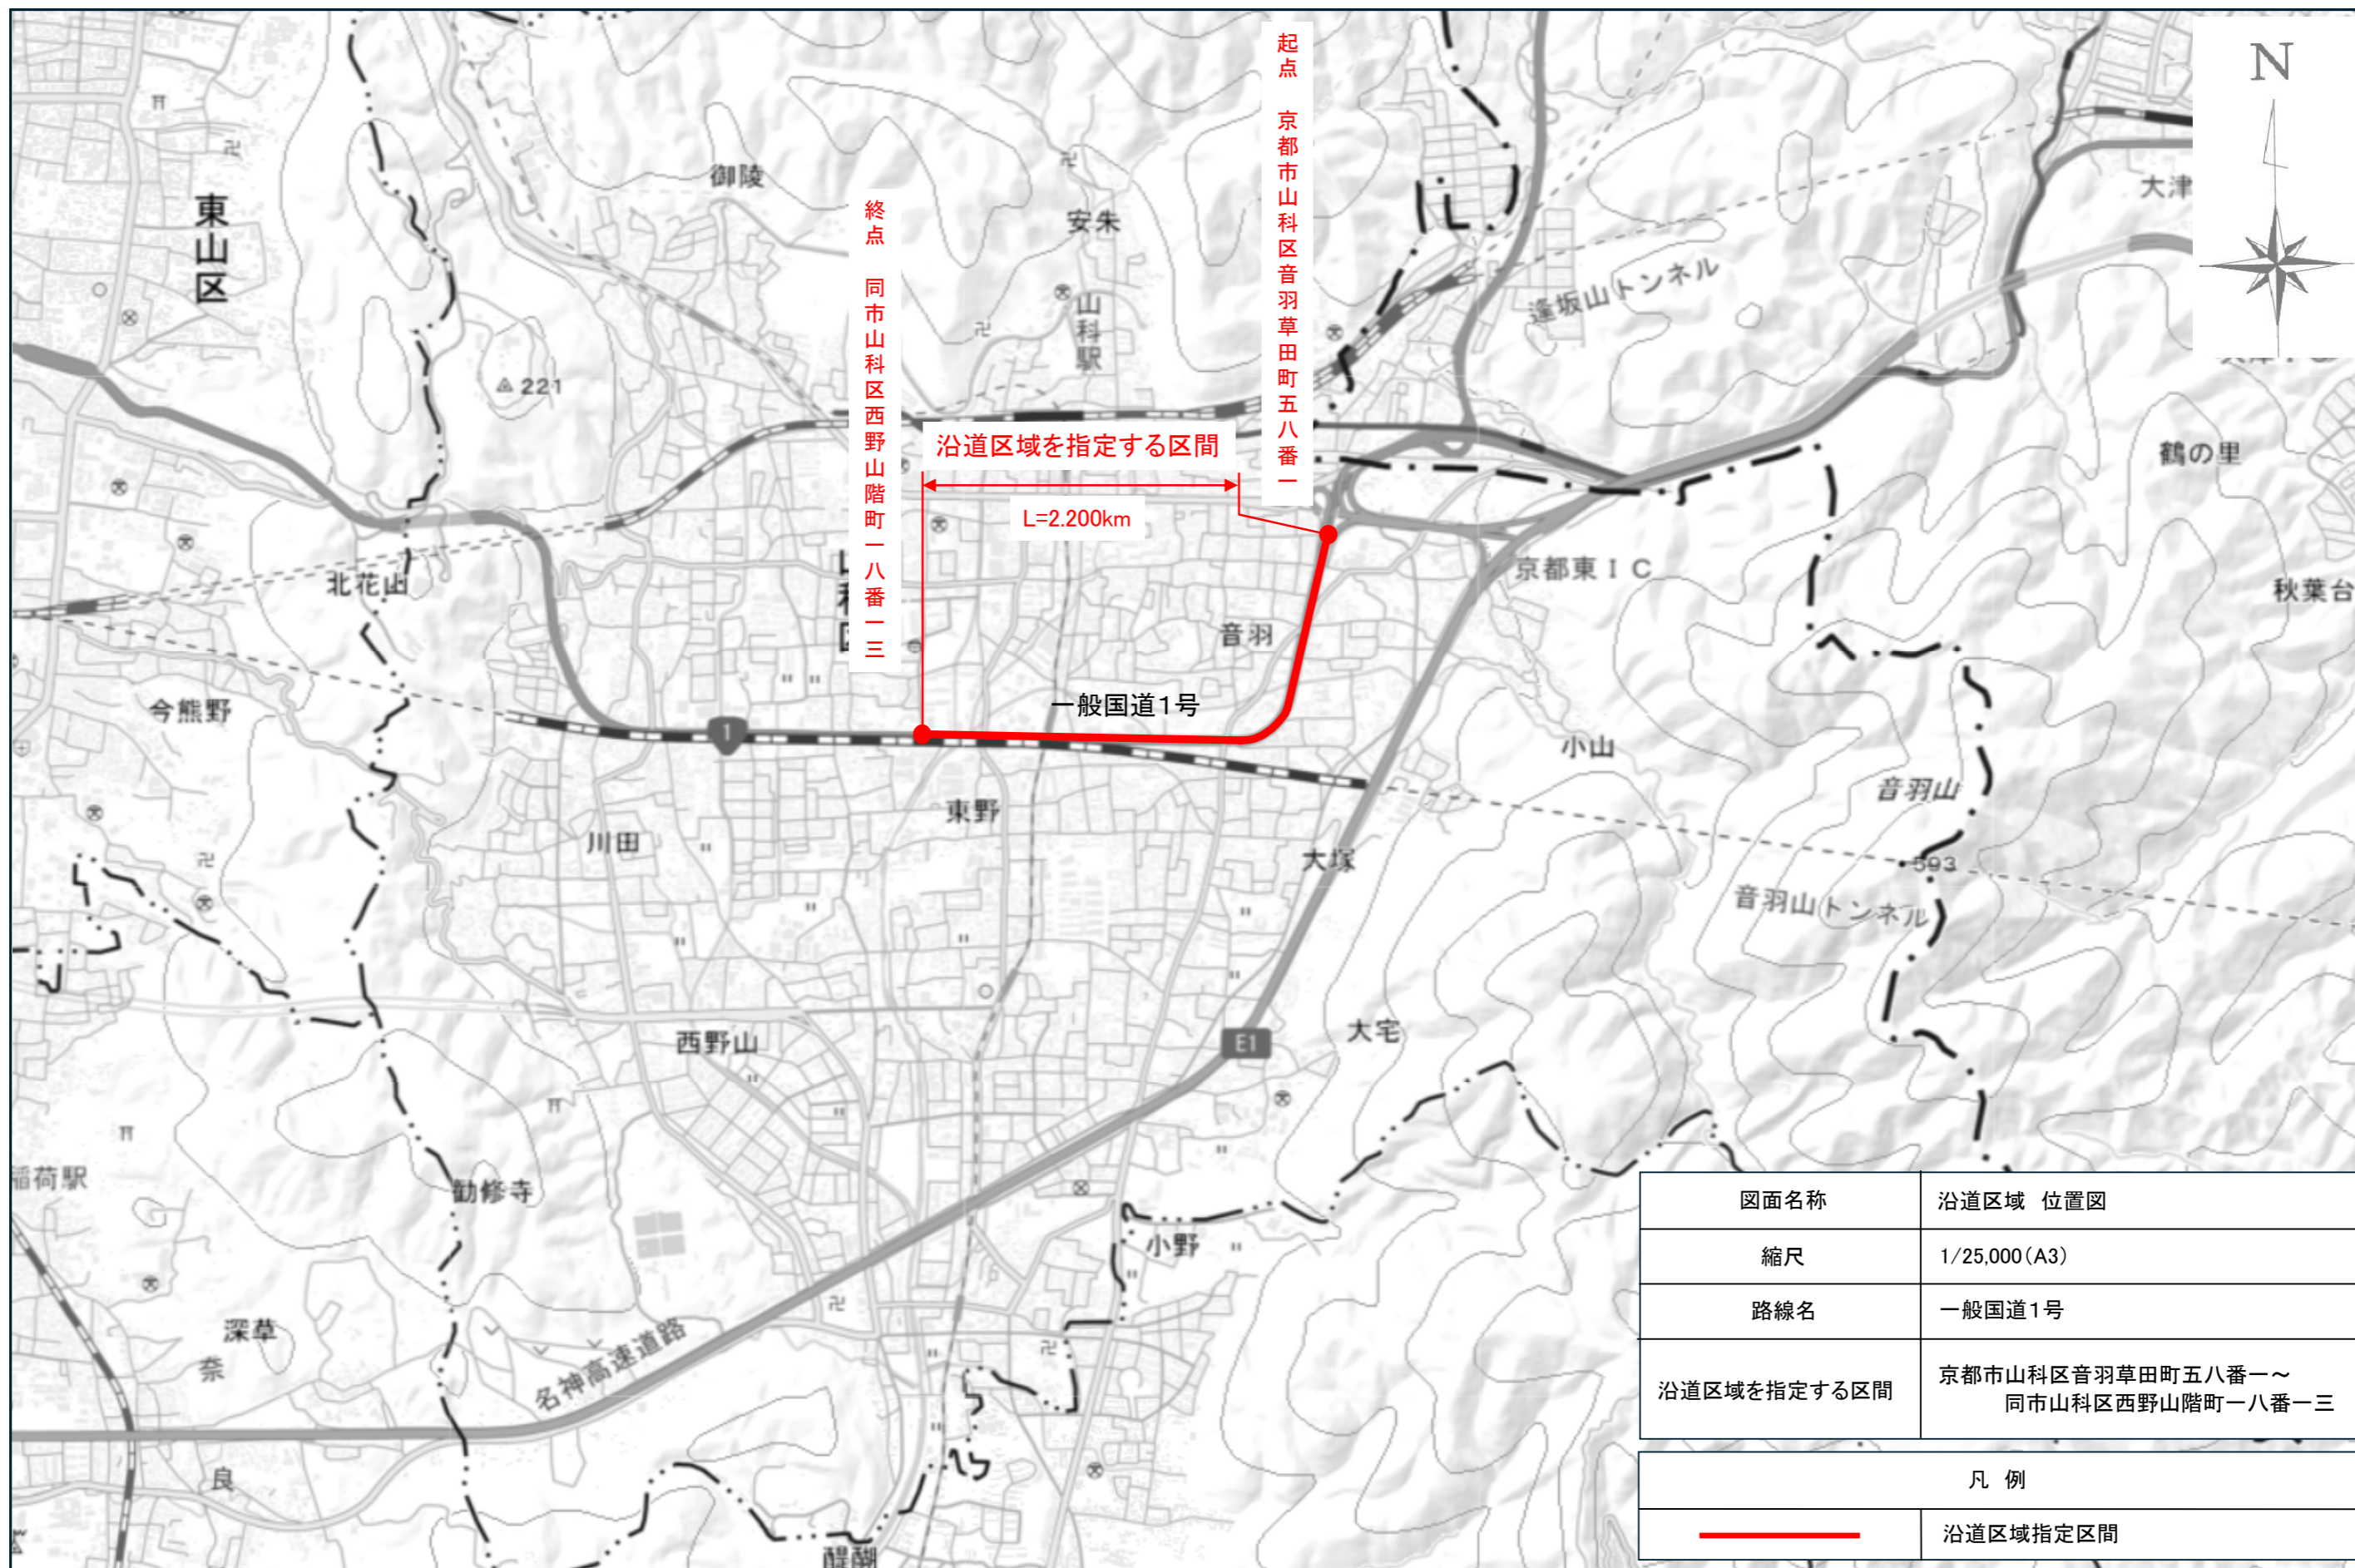 起点 京都市山科区音羽草田町五八番一
終点 同市山科区西野山階町一八番一三
沿道区域を指定する区間
L=2.200km
一般国道1号
N
東山区
御陵
安朱
山科駅
逢坂山トンネル
大津
鶴の里
秋葉台
221
北花山
京都東IC
音羽
今熊野
1
小山
音羽山
593
音羽山トンネル
川田
東野
大塚
西野山
E1
大宅
稲荷駅
勧修寺
小野
深草
奈
良
名神高速道路
醍醐
図面名称
沿道区域 位置図
縮尺
1/25,000(A3)
路線名
一般国道1号
沿道区域を指定する区間
京都市山科区音羽草田町五八番一~
同市山科区西野山階町一八番一三
凡 例
沿道区域指定区間